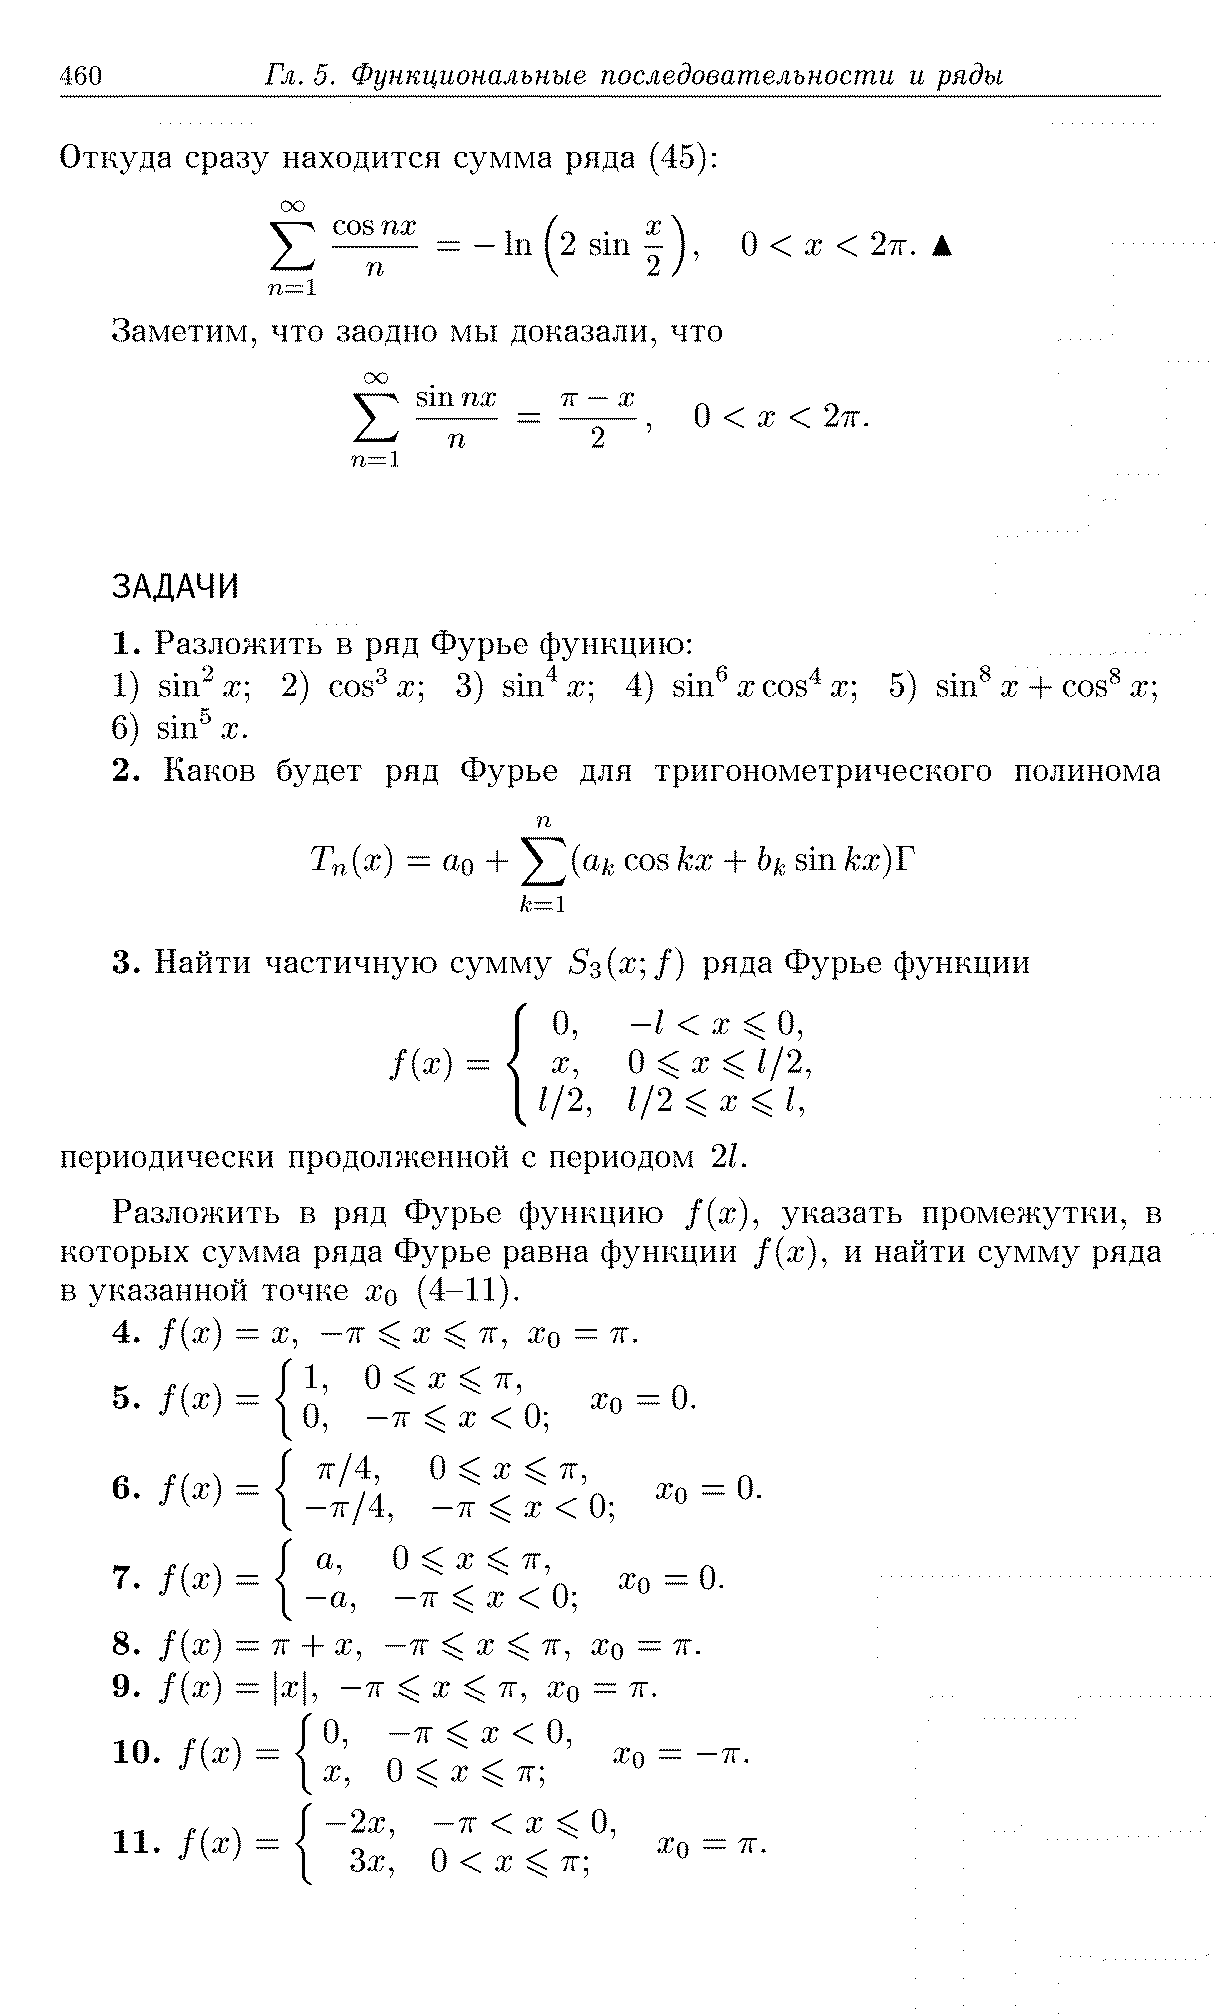 460 Гл. 5. Функциональные последовательности и ряды
Откуда сразу находится сумма ряда (45):
$$\sum_{n=1}^{\infty} \frac{\cos nx}{n} = -\ln\left(2\sin\frac{x}{2}\right), \quad 0 < x < 2\pi. ▲$$
Заметим, что заодно мы доказали, что
$$\sum_{n=1}^{\infty} \frac{\sin nx}{n} = \frac{\pi - x}{2}, \quad 0 < x < 2\pi.$$
ЗАДАЧИ
1. Разложить в ряд Фурье функцию:
1) $\sin^2 x$; 2) $\cos^3 x$; 3) $\sin^4 x$; 4) $\sin^6 x \cos^4 x$; 5) $\sin^8 x + \cos^8 x$;
6) $\sin^5 x$.
2. Каков будет ряд Фурье для тригонометрического полинома
$$T_n(x) = a_0 + \sum_{k=1}^{n} (a_k \cos kx + b_k \sin kx)Г$$
3. Найти частичную сумму $S_3(x; f)$ ряда Фурье функции
$$f(x) = \begin{cases} 0, & -l < x \leqslant 0, \\ x, & 0 \leqslant x \leqslant l/2, \\ l/2, & l/2 \leqslant x \leqslant l, \end{cases}$$
периодически продолженной с периодом $2l$.
Разложить в ряд Фурье функцию $f(x)$, указать промежутки, в
которых сумма ряда Фурье равна функции $f(x)$, и найти сумму ряда
в указанной точке $x_0$ (4–11).
4. $f(x) = x, \ -\pi \leqslant x \leqslant \pi, \ x_0 = \pi.$
5. $f(x) = \begin{cases} 1, & 0 \leqslant x \leqslant \pi, \\ 0, & -\pi \leqslant x < 0; \end{cases} \quad x_0 = 0.$
6. $f(x) = \begin{cases} \pi/4, & 0 \leqslant x \leqslant \pi, \\ -\pi/4, & -\pi \leqslant x < 0; \end{cases} \quad x_0 = 0.$
7. $f(x) = \begin{cases} a, & 0 \leqslant x \leqslant \pi, \\ -a, & -\pi \leqslant x < 0; \end{cases} \quad x_0 = 0.$
8. $f(x) = \pi + x, \ -\pi \leqslant x \leqslant \pi, \ x_0 = \pi.$
9. $f(x) = |x|, \ -\pi \leqslant x \leqslant \pi, \ x_0 = \pi.$
10. $f(x) = \begin{cases} 0, & -\pi \leqslant x < 0, \\ x, & 0 \leqslant x \leqslant \pi; \end{cases} \quad x_0 = -\pi.$
11. $f(x) = \begin{cases} -2x, & -\pi < x \leqslant 0, \\ 3x, & 0 < x \leqslant \pi; \end{cases} \quad x_0 = \pi.$